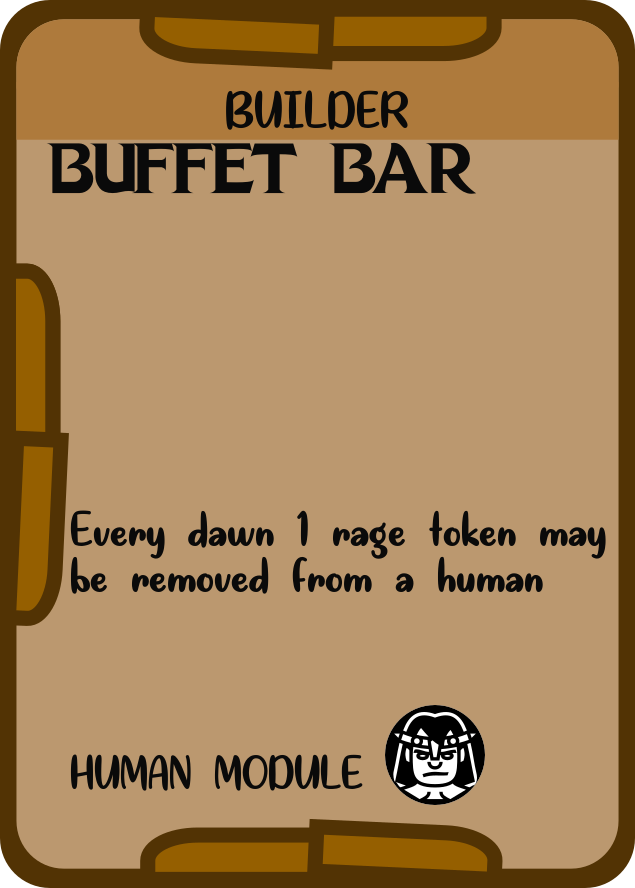 BUILDER
BUFFET BAR
Every dawn 1 rage token may
be removed from a human
HUMAN MODULE